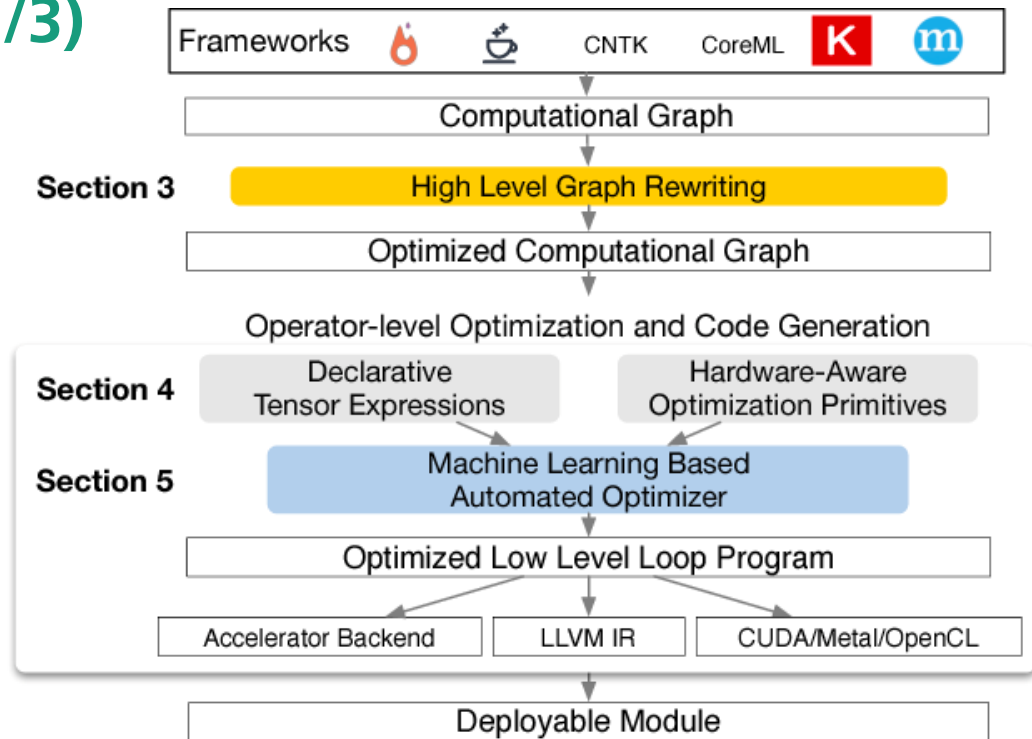 /3)
Frameworks CNTK CoreML K m
Computational Graph
Section 3 High Level Graph Rewriting
Optimized Computational Graph
Operator-level Optimization and Code Generation
Section 4
Declarative
Tensor Expressions
Hardware-Aware
Optimization Primitives
Section 5
Machine Learning Based
Automated Optimizer
Optimized Low Level Loop Program
Accelerator Backend LLVM IR CUDA/Metal/OpenCL
Deployable Module